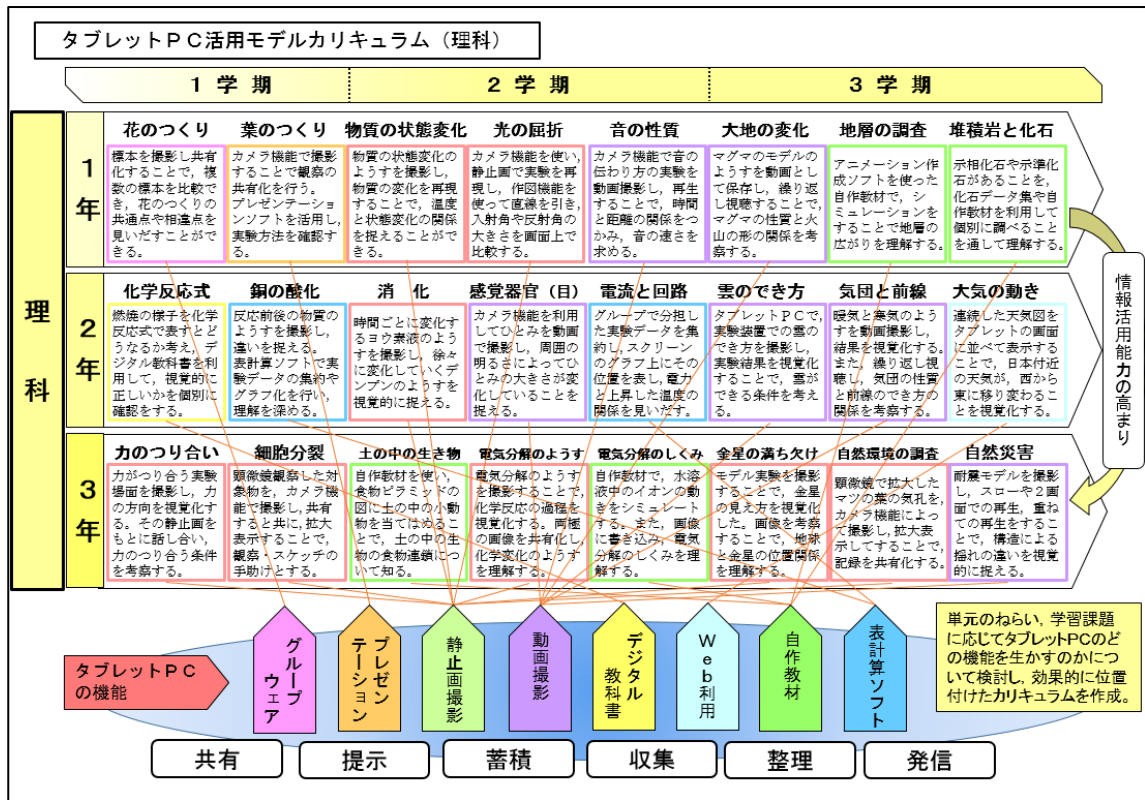 タブレットPC活用モデルカリキュラム（理科）
1 学 期
2 学 期
3 学 期
理科
1年
花のつくり
標本を撮影し共有
化することで，複
数の標本を比較でき，花のつくりの
共通点や相違点を
見いだすことがで
きる。
葉のつくり
カメラ機能で撮影
することで観察の
共有化を行う。
プレゼンテーショ
ンソフトを活用し，
実験方法を確認す
る。
物質の状態変化
物質の状態変化の
ようすを撮影し，
物質の変化を再現
することで，温度
と状態変化の関係
を捉えることがで
きる。
光の屈折
カメラ機能を使い，
静止画で実験を再
現し，作図機能を
使って直線を引き，
入射角や反射角の
大きさを画面上で
比較する。
音の性質
カメラ機能で音の
伝わり方の実験を
動画撮影し，再生
することで，時間
と距離の関係をつ
かみ，音の速さを
求める。
大地の変化
マグマのモデルの
ようすを動画とし
て保存し，繰り返
し視聴することで，
マグマの性質と火
山の形の関係を考
察する。
地層の調査
アニメーション作
成ソフトを使った
自作教材で，シ
ミュレーションを
することで地層の
広がりを理解する。
堆積岩と化石
示相化石や示準化
石があることを，
化石データ集や自
作教材を利用して
個別に調べること
を通して理解する。
2年
化学反応式
燃焼の様子を化学
反応式で表すとど
うなるか考え，デ
ジタル教科書を
利用して，視覚的に
正しいかを個別に
確認をする。
銅の酸化
反応前後の物質の
ようすを撮影し，
違いを捉える。
表計算ソフトで実
験データの集約や
グラフ化を行い，
理解を深める。
消 化
時間ごとに変化す
るヨウ素液のよう
すを撮影し，徐々
に変化していくデ
ンプンのようすを
視覚的に捉える。
感覚器官（目）
カメラ機能を利用
してひとみを動画
で撮影し，周囲の
明るさによってひ
とみの大きさが変
化していることを
捉える。
電流と回路
グループで分担し
た実験データを集
約し，スクリーン
のグラフ上にその
位置を表し，電力
と上昇した温度の
関係を見いだす。
雲のでき方
タブレットPCで，
実験装置での雲の
でき方を撮影し，
実験結果を視覚化
することで，雲が
できる条件を考え
る。
気団と前線
暖気と寒気のよう
すを動画撮影し，
結果を視覚化する。
また，繰り返し視
聴し，気団の性質
と前線のでき方の
関係を考察する。
大気の動き
連続した天気図を
タブレットの画面
に並べて表示する
ことで，日本付近
の天気が，西から
東に移り変わるこ
とを視覚化する。
3年
力のつり合い
力がつり合う実験
場面を撮影し，力
の方向を視覚化す
る。その静止画を
もとに話し合い，
力のつり合う条件
を考察する。
細胞分裂
顕微鏡観察した対
象物を，カメラ機
能で撮影し，共有
すると共に，拡大
表示することで，
観察・スケッチの
手助けとする。
土の中の生き物
自作教材を使い，
食物ピラミッドの
図に土の中の小動
物を当てはめるこ
とで，土の中の生
物の食物連鎖につ
いて知る。
電気分解のようす
電気分解のようす
を撮影することで，
化学反応の過程を
視覚化する。両極
の画像を共有化し，
化学変化のようす
を理解する。
電気分解のしくみ
自作教材で，水溶
液中のイオンの動
きをシミュレート
する。また，画像
に書き込み，電気
分解のしくみを理
解する。
金星の満ち欠け
モデル実験を撮影
することで，金星
の見え方を視覚化
した。画像を考察
することで，地球
と金星の位置関係
を理解する。
自然環境の調査
顕微鏡で拡大した
マツの葉の気孔を，
カメラ機能によっ
て撮影し，拡大表
示してすることで，
記録を共有化する。
自然災害
耐震モデルを撮影
し，スローや2画
面での再生，重ね
ての再生をするこ
とで，構造による
揺れの違いを視覚
的に捉える。
情報活用能力の高まり
タブレットPC
の機能
グループ
ウェア
プレゼン
テーション
静止画撮影
動画撮影
デジタル
教科書
Web利用
自作教材
表計算ソフト
単元のねらい，学習課題
に応じてタブレットPCのど
の機能を生かすのかにつ
いて検討し，効果的に位置
付けたカリキュラムを作成。
共有
提示
蓄積
収集
整理
発信